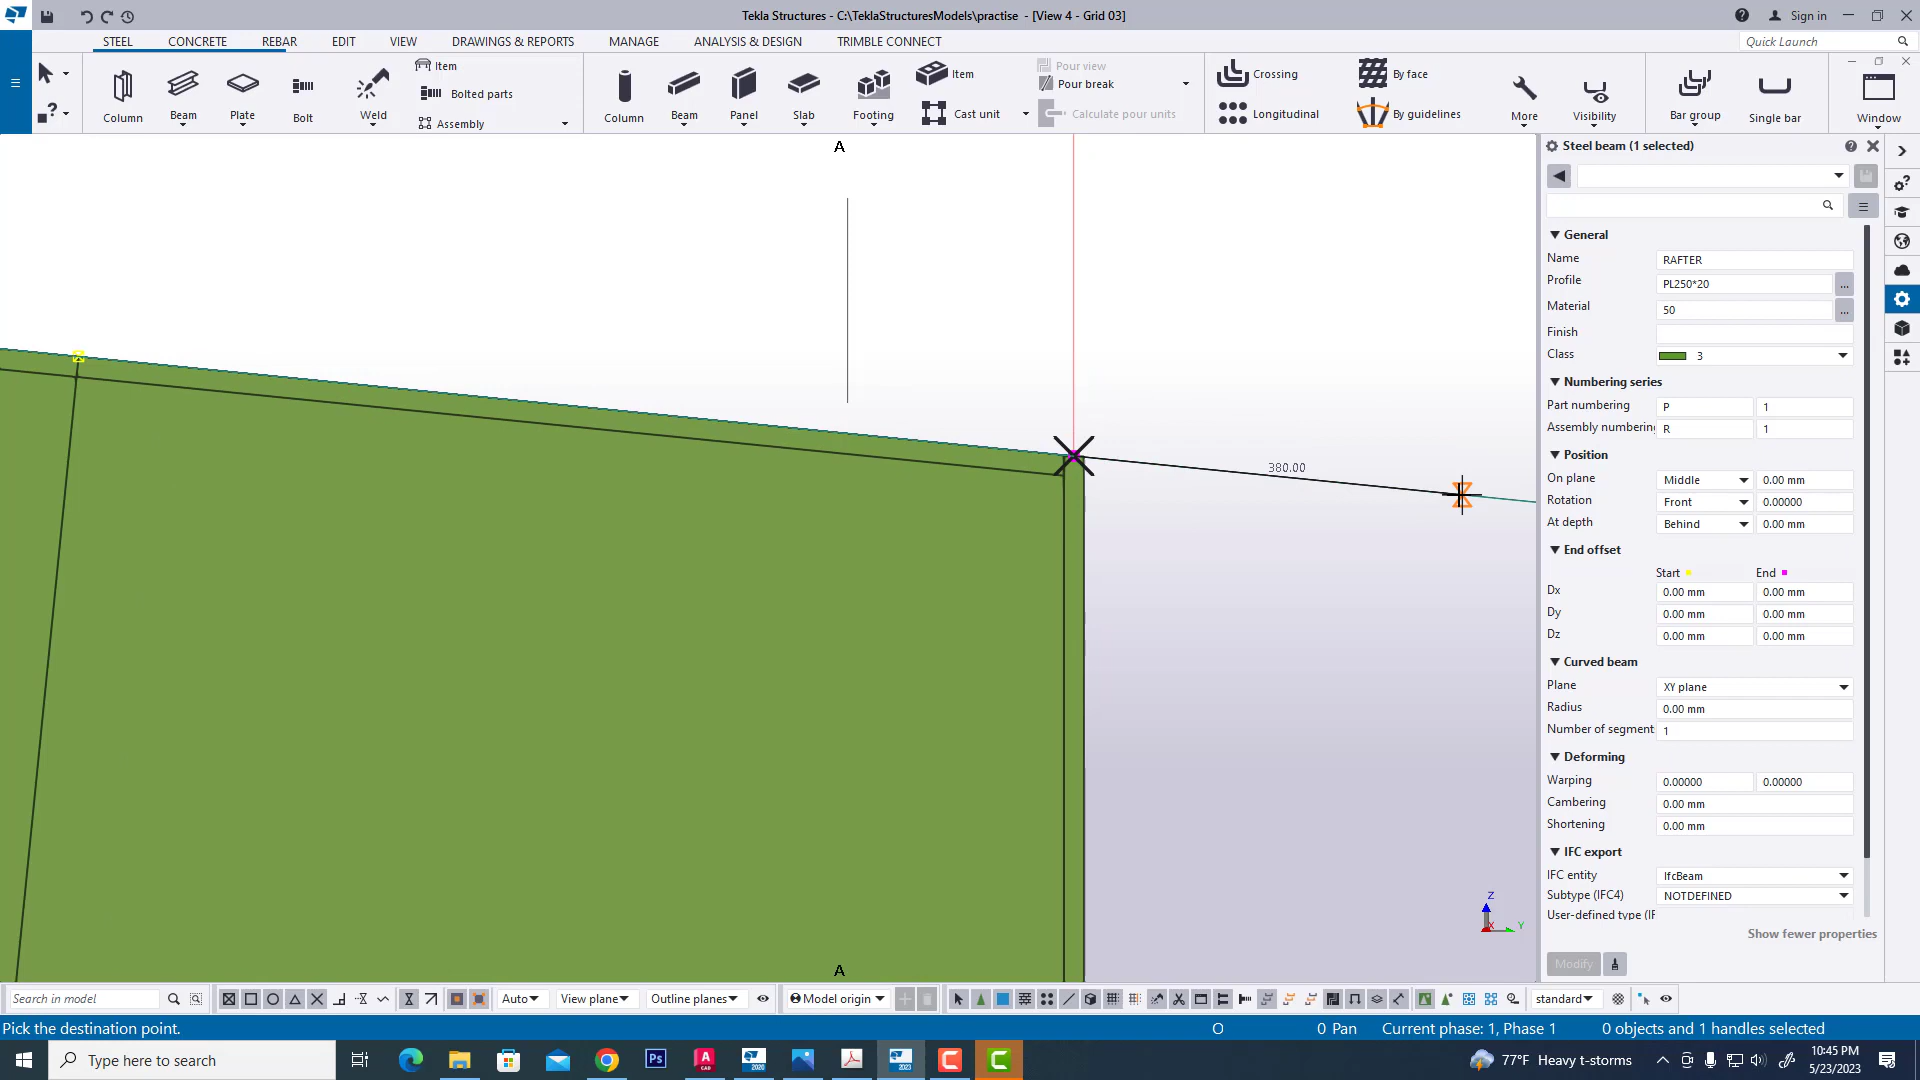 Tekla Structures - C:\TeklaStructuresModels\practise - [View 4 - Grid 03]
Sign in
STEEL CONCRETE REBAR EDIT VIEW DRAWINGS & REPORTS MANAGE ANALYSIS & DESIGN TRIMBLE CONNECT
Quick Launch
Column Beam Plate Bolt Weld
Item
Bolted parts
Assembly
Column Beam Panel Slab Footing
Item
Cast unit
Pour view
Pour break
Calculate pour units
Crossing
Longitudinal
By face
By guidelines
More Visibility Bar group Single bar Window
A
380.00
A
Z
X
Y
Steel beam (1 selected)
General
Name RAFTER
Profile PL250*20 ...
Material 50 ...
Finish
Class 3
Numbering series
Part numbering P 1
Assembly numbering R 1
Position
On plane Middle 0.00 mm
Rotation Front 0.00000
At depth Behind 0.00 mm
End offset
Start End
Dx 0.00 mm 0.00 mm
Dy 0.00 mm 0.00 mm
Dz 0.00 mm 0.00 mm
Curved beam
Plane XY plane
Radius 0.00 mm
Number of segment 1
Deforming
Warping 0.00000 0.00000
Cambering 0.00 mm
Shortening 0.00 mm
IFC export
IFC entity IfcBeam
Subtype (IFC4) NOTDEFINED
User-defined type (IF
Show fewer properties
Modify
Search in model
Auto View plane Outline planes Model origin standard
Pick the destination point.
O 0 Pan Current phase: 1, Phase 1 0 objects and 1 handles selected
Type here to search
77°F Heavy t-storms
10:45 PM
5/23/2023